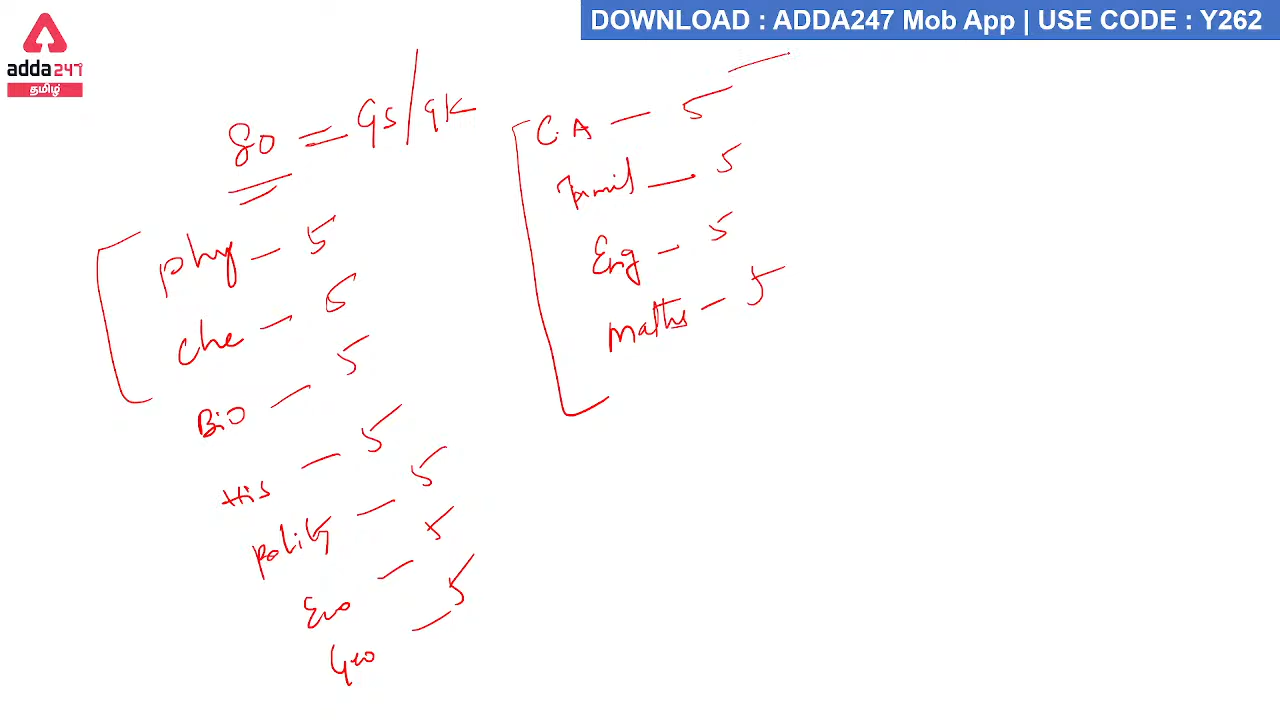 DOWNLOAD : ADDA247 Mob App | USE CODE : Y262
adda247
தமிழ்
80 = GS/GK
Phy - 5
Che - 5
Bio - 5
His - 5
Polity - 5
Eco - 5
Geo - 5
C.A - 5
Tamil - 5
Eng - 5
Maths - 5